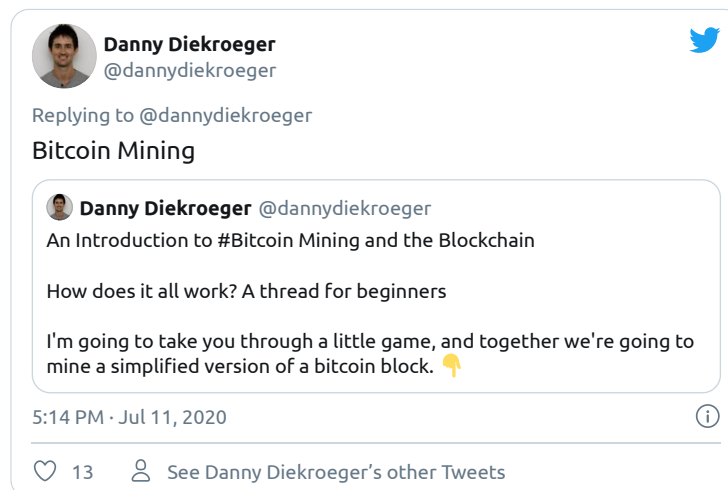 Danny Diekroeger
@dannydiekroeger
Replying to @dannydiekroeger
Bitcoin Mining
Danny Diekroeger @dannydiekroeger
An Introduction to #Bitcoin Mining and the Blockchain
How does it all work? A thread for beginners
I'm going to take you through a little game, and together we're going to
mine a simplified version of a bitcoin block. 👇
5:14 PM · Jul 11, 2020
13 See Danny Diekroeger's other Tweets